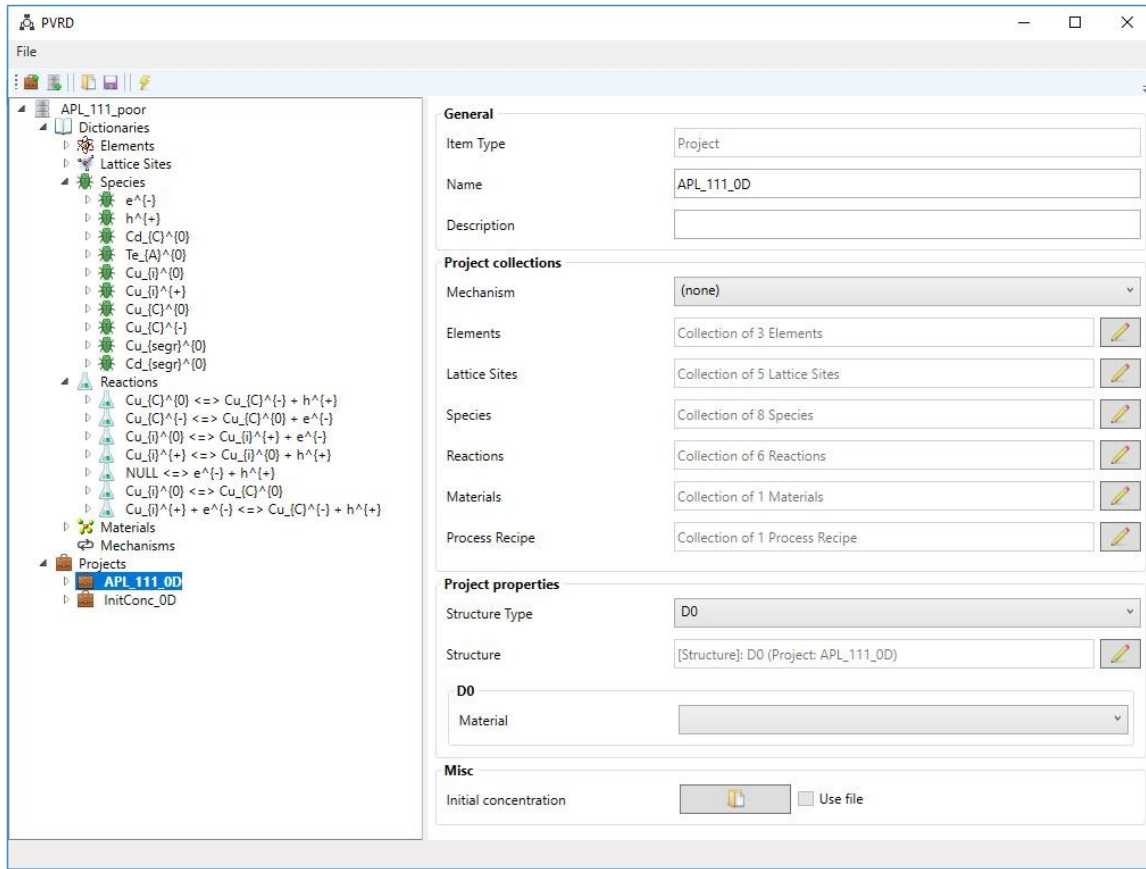 PVRD
File
APL_111_poor
Dictionaries
Elements
Lattice Sites
Species
e^{-}
h^{+}
Cd_{C}^{0}
Te_{A}^{0}
Cu_{i}^{0}
Cu_{i}^{+}
Cu_{C}^{0}
Cu_{C}^{-}
Cu_{segr}^{0}
Cd_{segr}^{0}
Reactions
Cu_{C}^{0} <=> Cu_{C}^{-} + h^{+}
Cu_{C}^{-} <=> Cu_{C}^{0} + e^{-}
Cu_{i}^{0} <=> Cu_{i}^{+} + e^{-}
Cu_{i}^{+} <=> Cu_{i}^{0} + h^{+}
NULL <=> e^{-} + h^{+}
Cu_{i}^{0} <=> Cu_{C}^{0}
Cu_{i}^{+} + e^{-} <=> Cu_{C}^{-} + h^{+}
Materials
Mechanisms
Projects
APL_111_0D
InitConc_0D
General
Item Type Project
Name APL_111_0D
Description
Project collections
Mechanism (none)
Elements Collection of 3 Elements
Lattice Sites Collection of 5 Lattice Sites
Species Collection of 8 Species
Reactions Collection of 6 Reactions
Materials Collection of 1 Materials
Process Recipe Collection of 1 Process Recipe
Project properties
Structure Type D0
Structure [Structure]: D0 (Project: APL_111_0D)
D0
Material
Misc
Initial concentration Use file